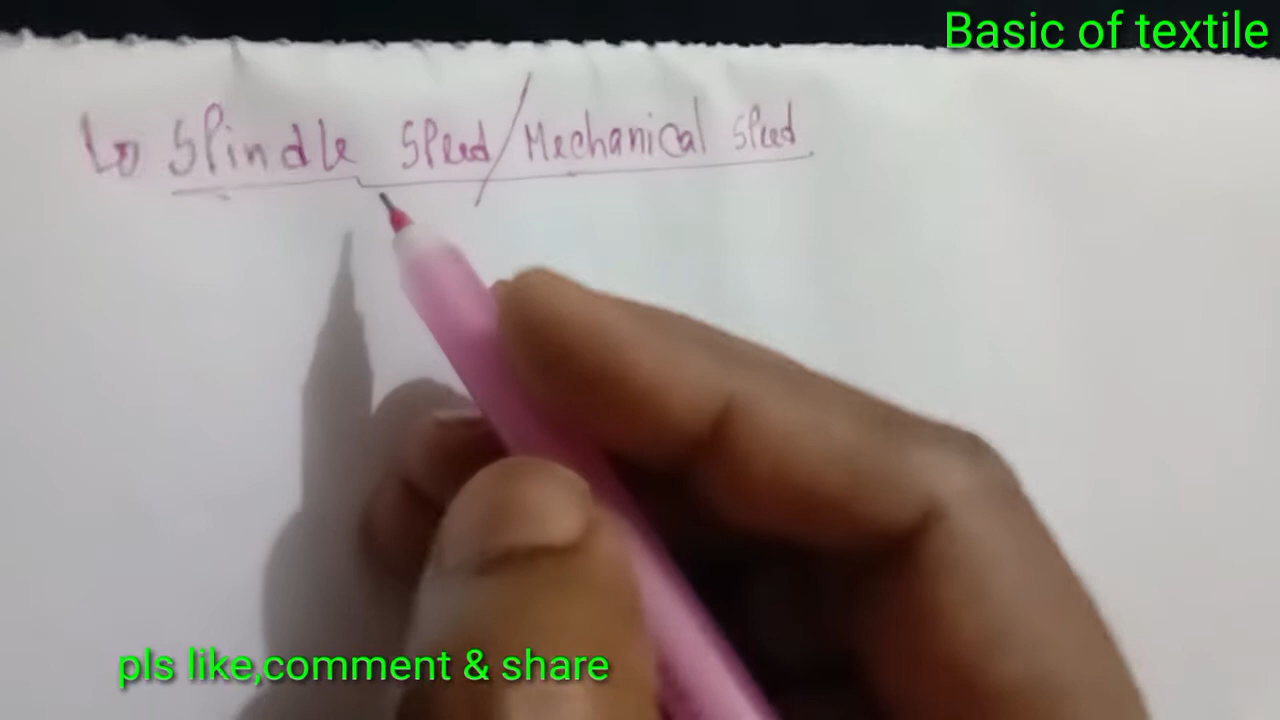 Basic of textile
↳ Spindle Speed/Mechanical Speed
pls like,comment & share